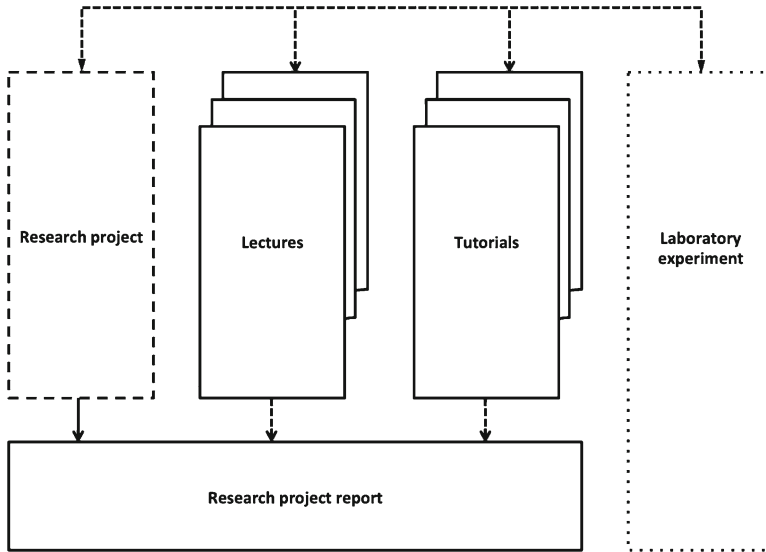 Research project
Lectures
Tutorials
Laboratory
experiment
Research project report